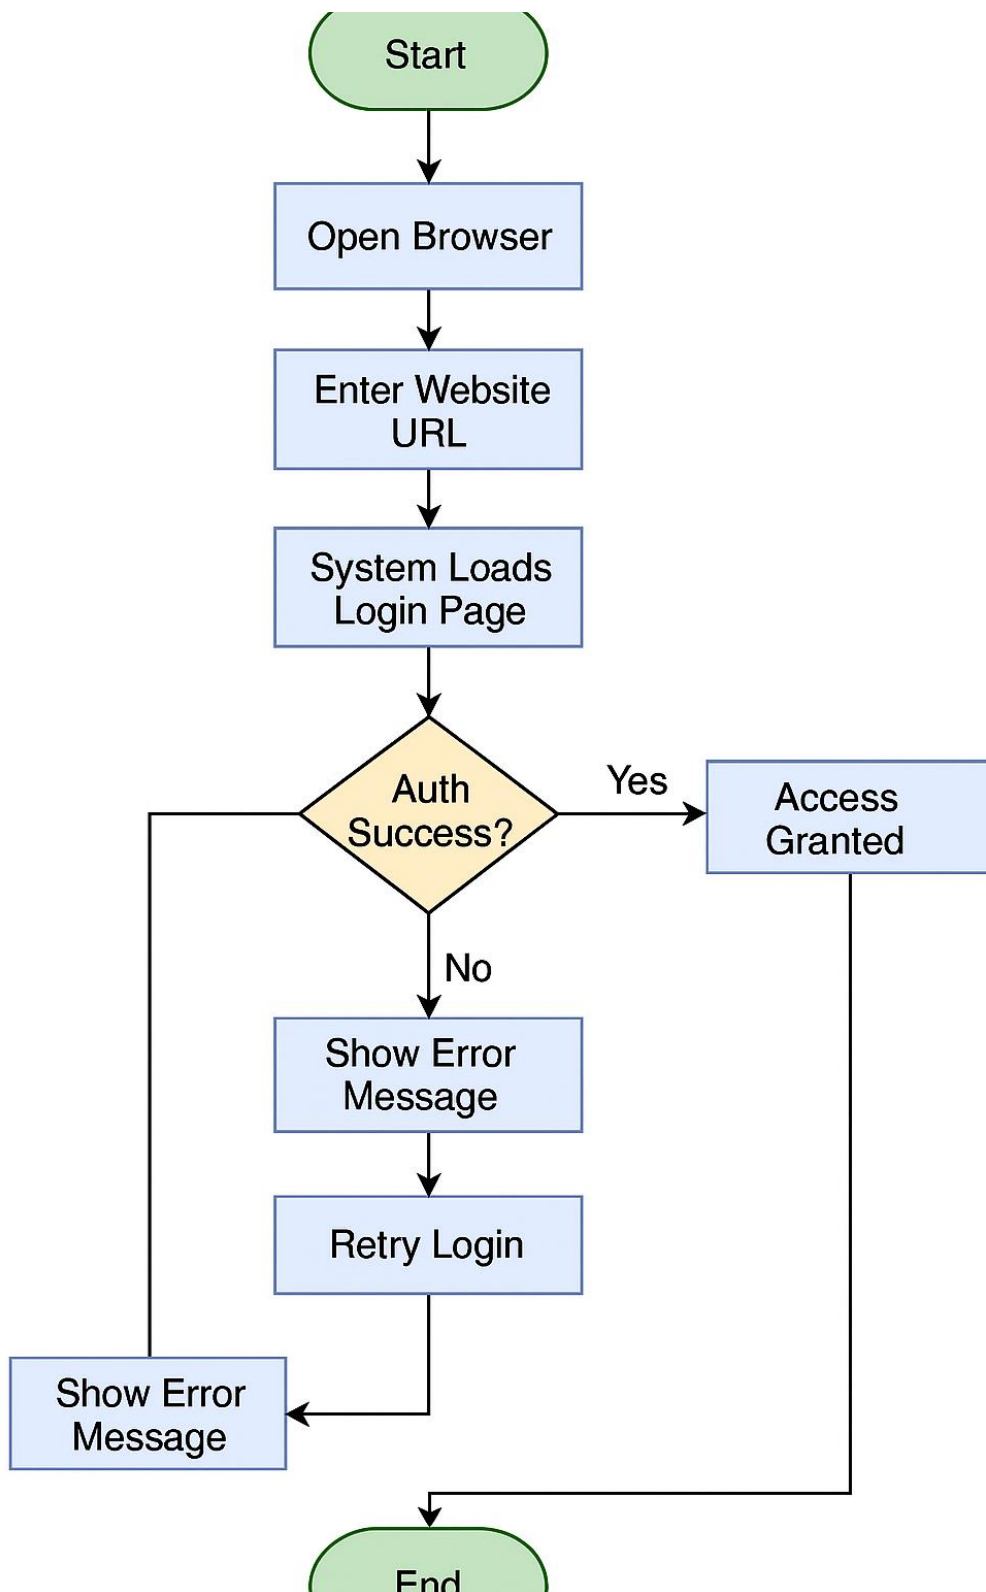 Start
Open Browser
Enter Website
URL
System Loads
Login Page
Auth
Success?
Yes
Access
Granted
No
Show Error
Message
Retry Login
Show Error
Message
End